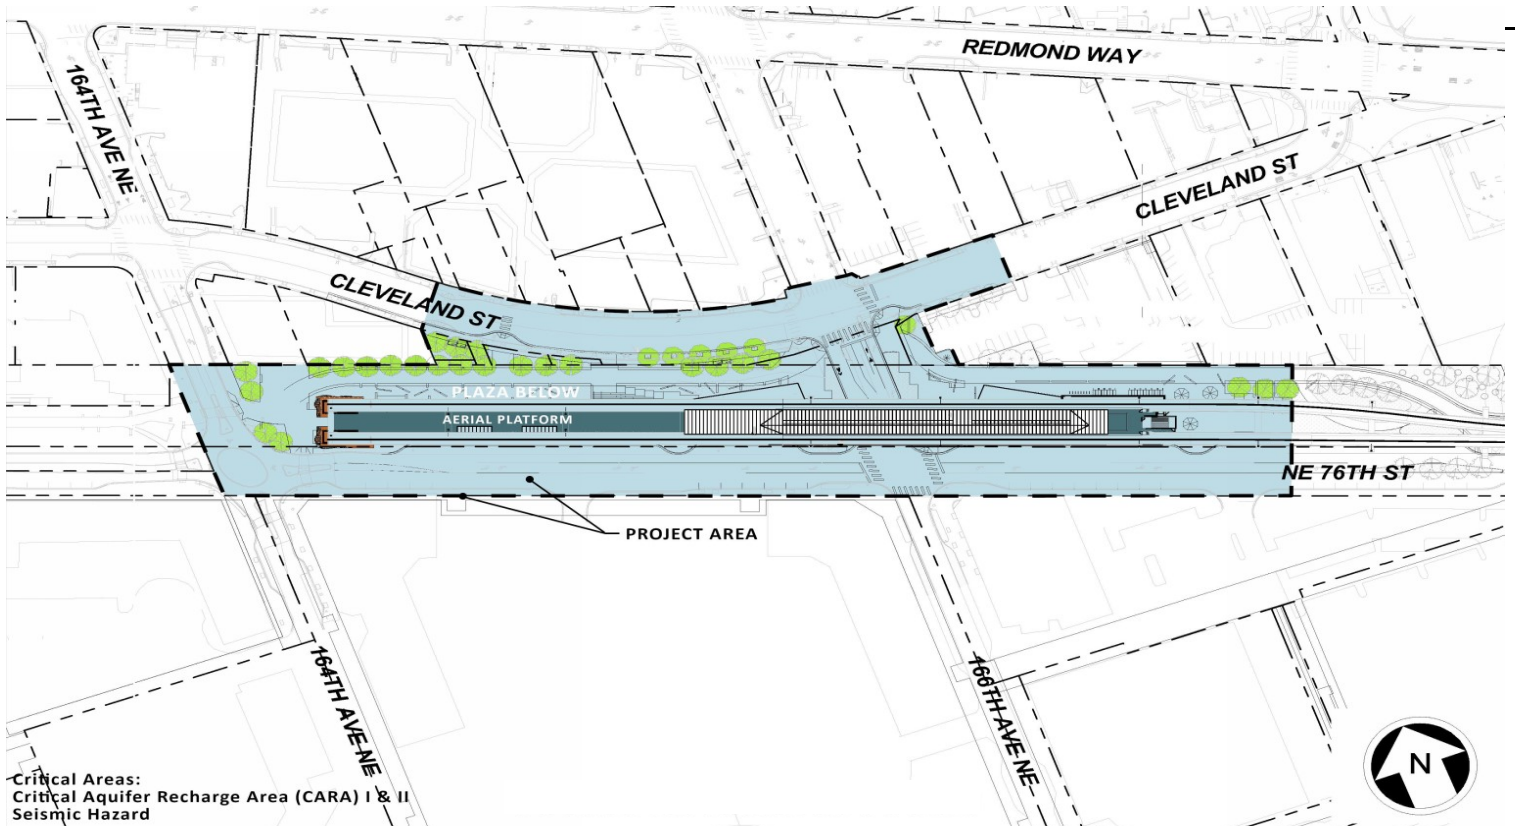 REDMOND WAY
164TH AVE NE
CLEVELAND ST
CLEVELAND ST
PLAZA BELOW
AERIAL PLATFORM
NE 76TH ST
PROJECT AREA
164TH AVE NE
166TH AVE NE
N
Critical Areas:
Critical Aquifer Recharge Area (CARA) I & II
Seismic Hazard